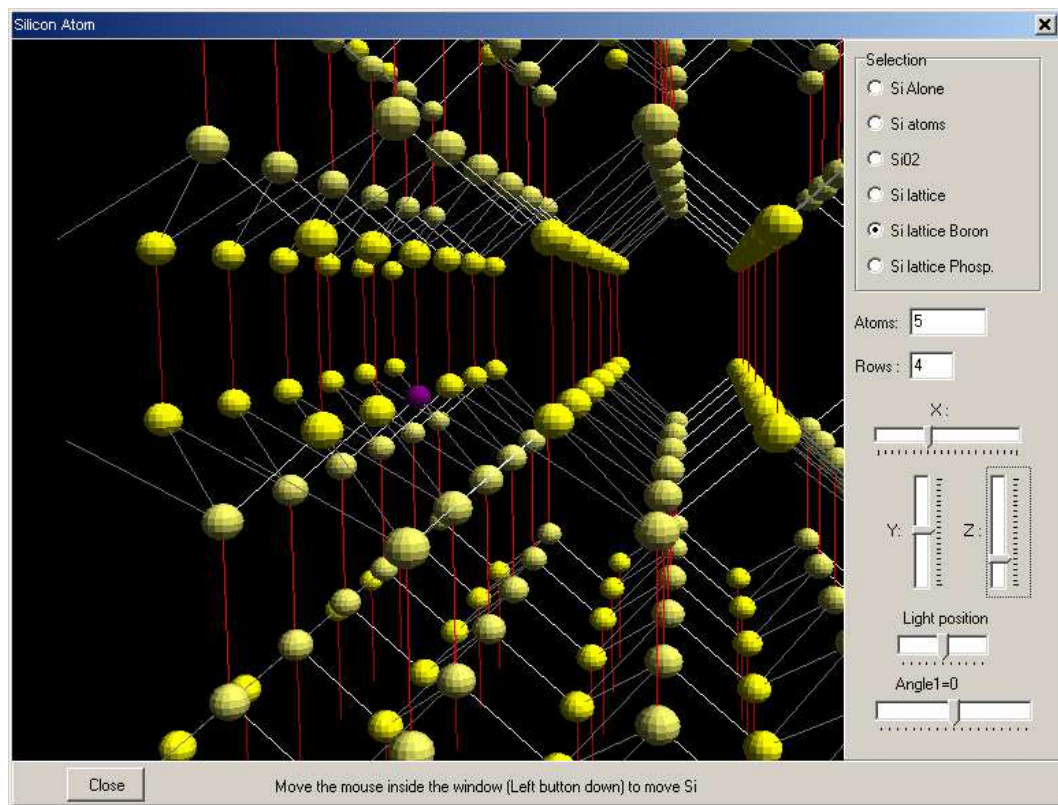 Silicon Atom
Selection
Si Alone
Si atoms
Si02
Si lattice
Si lattice Boron
Si lattice Phosp.
Atoms: 5
Rows : 4
X :
Y: Z :
Light position
Angle1=0
Close Move the mouse inside the window (Left button down) to move Si